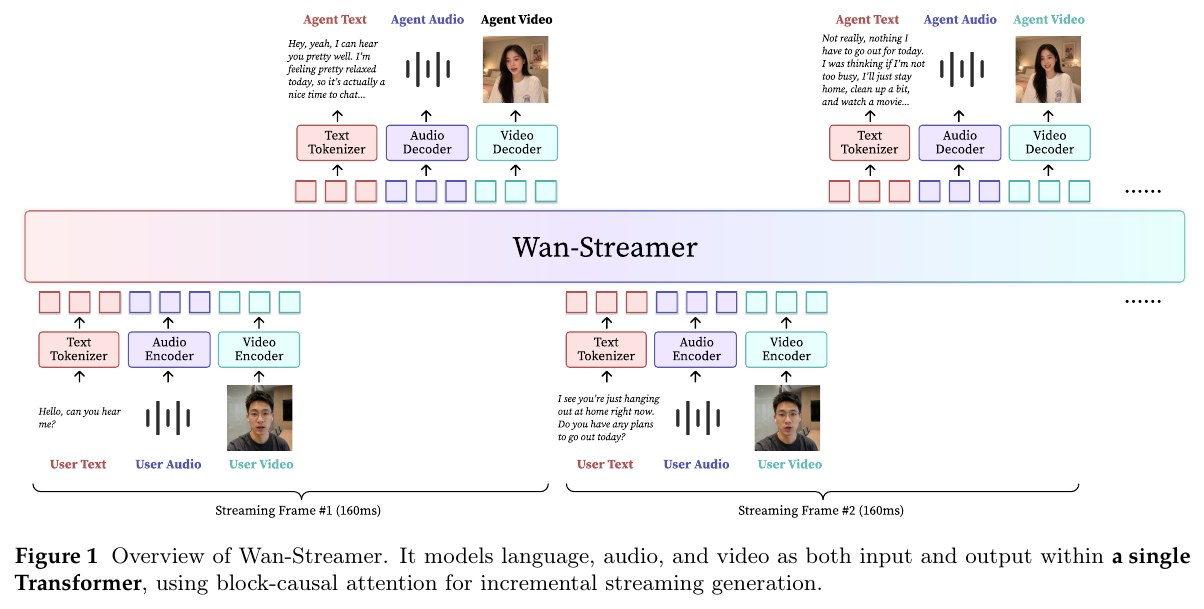 Agent Text Agent Audio Agent Video
Hey, yeah, I can hear
you pretty well. I'm
feeling pretty relaxed
today, so it's actually a
nice time to chat...
Text
Tokenizer
Audio
Decoder
Video
Decoder
Agent Text Agent Audio Agent Video
Not really, nothing I
have to go out for today.
I was thinking if I'm not
too busy, I'll just stay
home, clean up a bit,
and watch a movie...
Text
Tokenizer
Audio
Decoder
Video
Decoder
......
Wan-Streamer
......
Text
Tokenizer
Audio
Encoder
Video
Encoder
Hello, can you hear
me?
User Text User Audio User Video
Streaming Frame #1 (160ms)
Text
Tokenizer
Audio
Encoder
Video
Encoder
I see you're just hanging
out at home right now.
Do you have any plans
to go out today?
User Text User Audio User Video
Streaming Frame #2 (160ms)
Figure 1 Overview of Wan-Streamer. It models language, audio, and video as both input and output within a single
Transformer, using block-causal attention for incremental streaming generation.